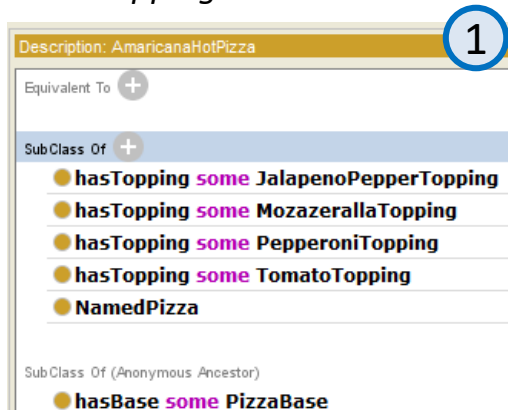 Description: AmaricanaHotPizza
1
Equivalent To
SubClass Of
hasTopping some JalapenoPepperTopping
hasTopping some MozazerallaTopping
hasTopping some PepperoniTopping
hasTopping some TomatoTopping
NamedPizza
SubClass Of (Anonymous Ancestor)
hasBase some PizzaBase